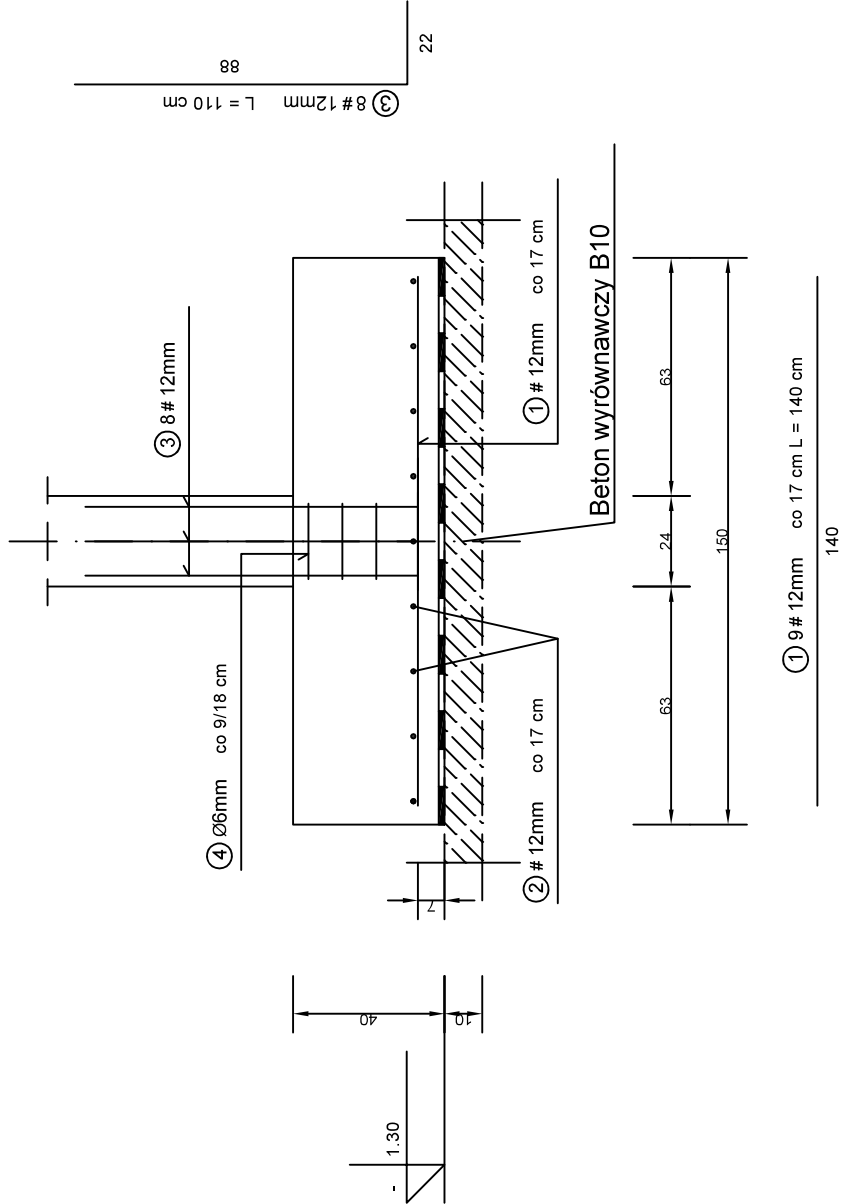 88
22
③ 8#12mm L = 110 cm
③ 8#12mm
④ Ø6mm co 9/18 cm
① #12mm co 17 cm
② #12mm co 17 cm
Beton wyrównawczy B10
7
40
10
- 1.30
63
24
63
150
① 9#12mm co 17 cm L = 140 cm
140